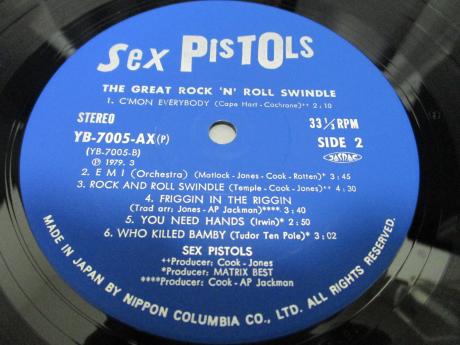 Sex PISTOLS
THE GREAT ROCK 'N' ROLL SWINDLE
1. C'MON EVERYBODY (Cape Hart-Cochrane)++ 2:10
STEREO
33 1/3 RPM
YB-7005-AX(P)
SIDE 2
(YB-7005-B)
JASRAC
Ⓟ 1979. 3
2. E M I (Orchestra) (Matlock-Jones-Cook-Rotten)* 3:45
3. ROCK AND ROLL SWINDLE (Temple-Cook-Jones)++ 4:30
4. FRIGGIN IN THE RIGGIN
(Trad arr: Jones-AP Jackman)**** 3:40
5. YOU NEED HANDS (Irwin)* 2:50
6. WHO KILLED BAMBY (Tudor Ten Pole)* 3:02
SEX PISTOLS
++Producer: Cook-Jones
*Producer: MATRIX BEST
****Producer: Cook-AP Jackman
MADE IN JAPAN BY NIPPON COLUMBIA CO., LTD. ALL RIGHTS RESERVED.